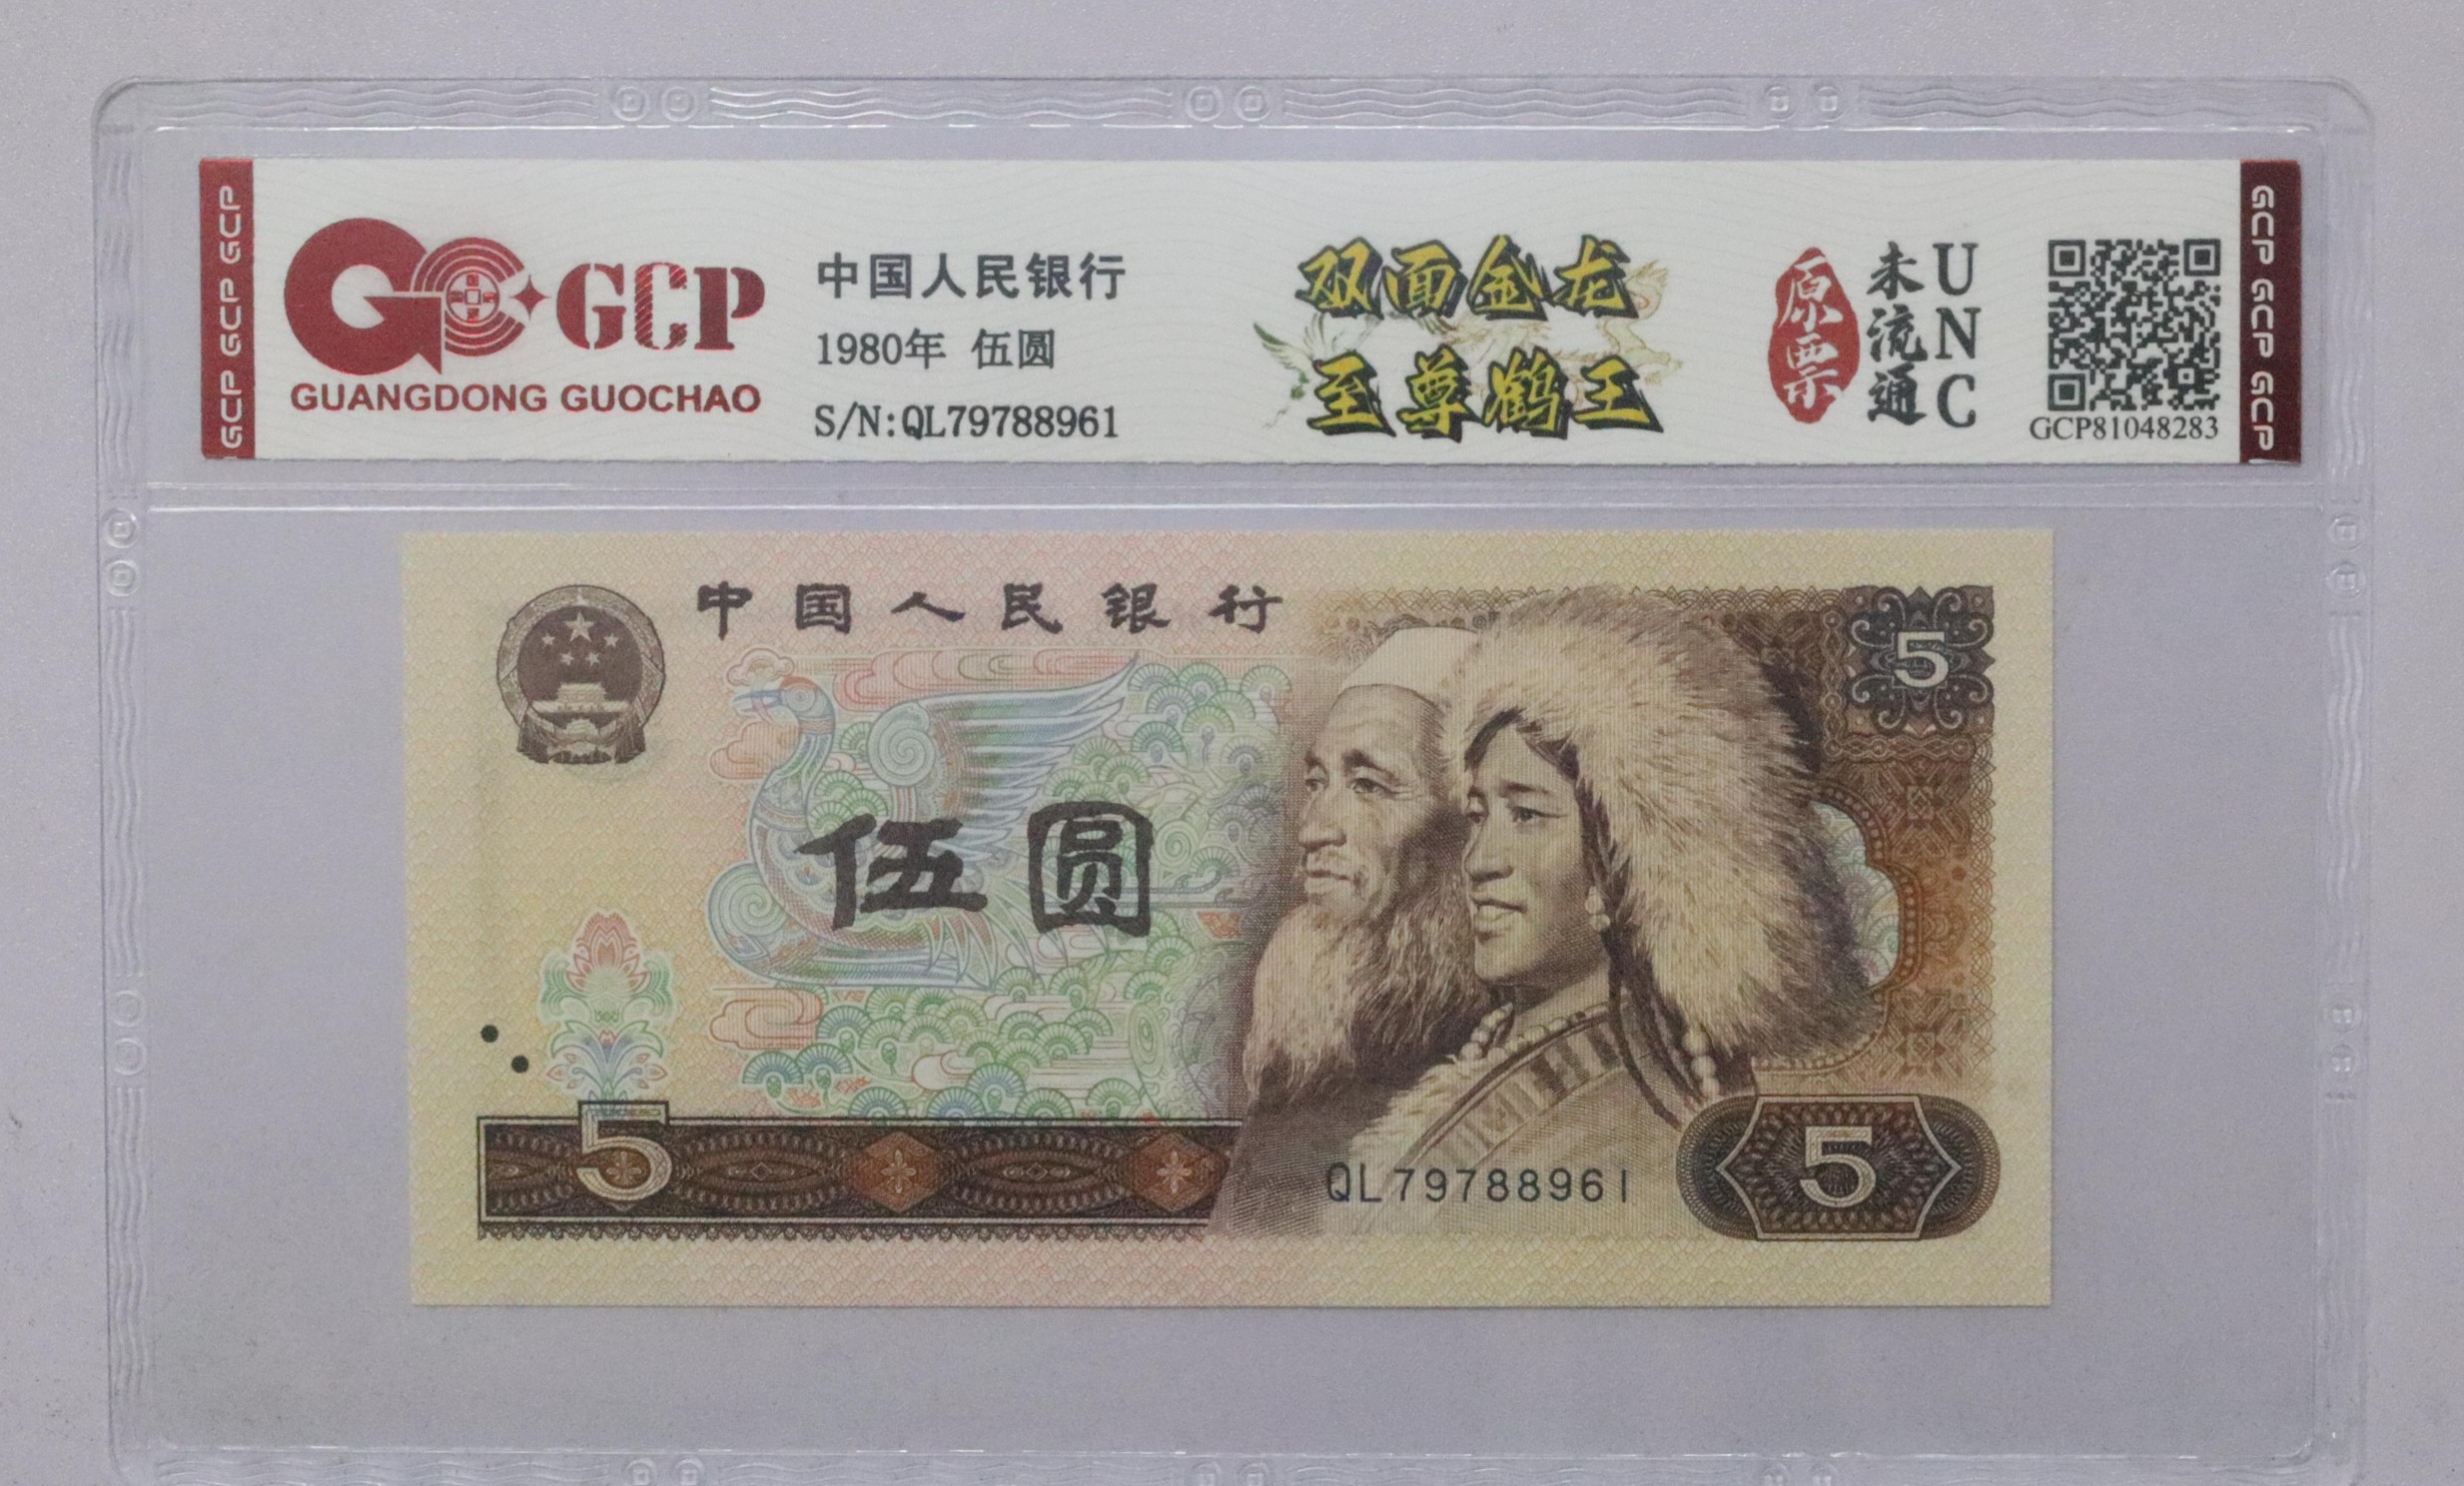 GCP GCP GCP
GCP
GUANGDONG GUOCHAO
中国人民银行
1980年 伍圆
S/N:QL79788961
双面金龙
至尊鹤王
原票
未流通
UNC
GCP81048283
GCP GCP GCP
中国人民银行
5
伍圆
5
QL79788961
5